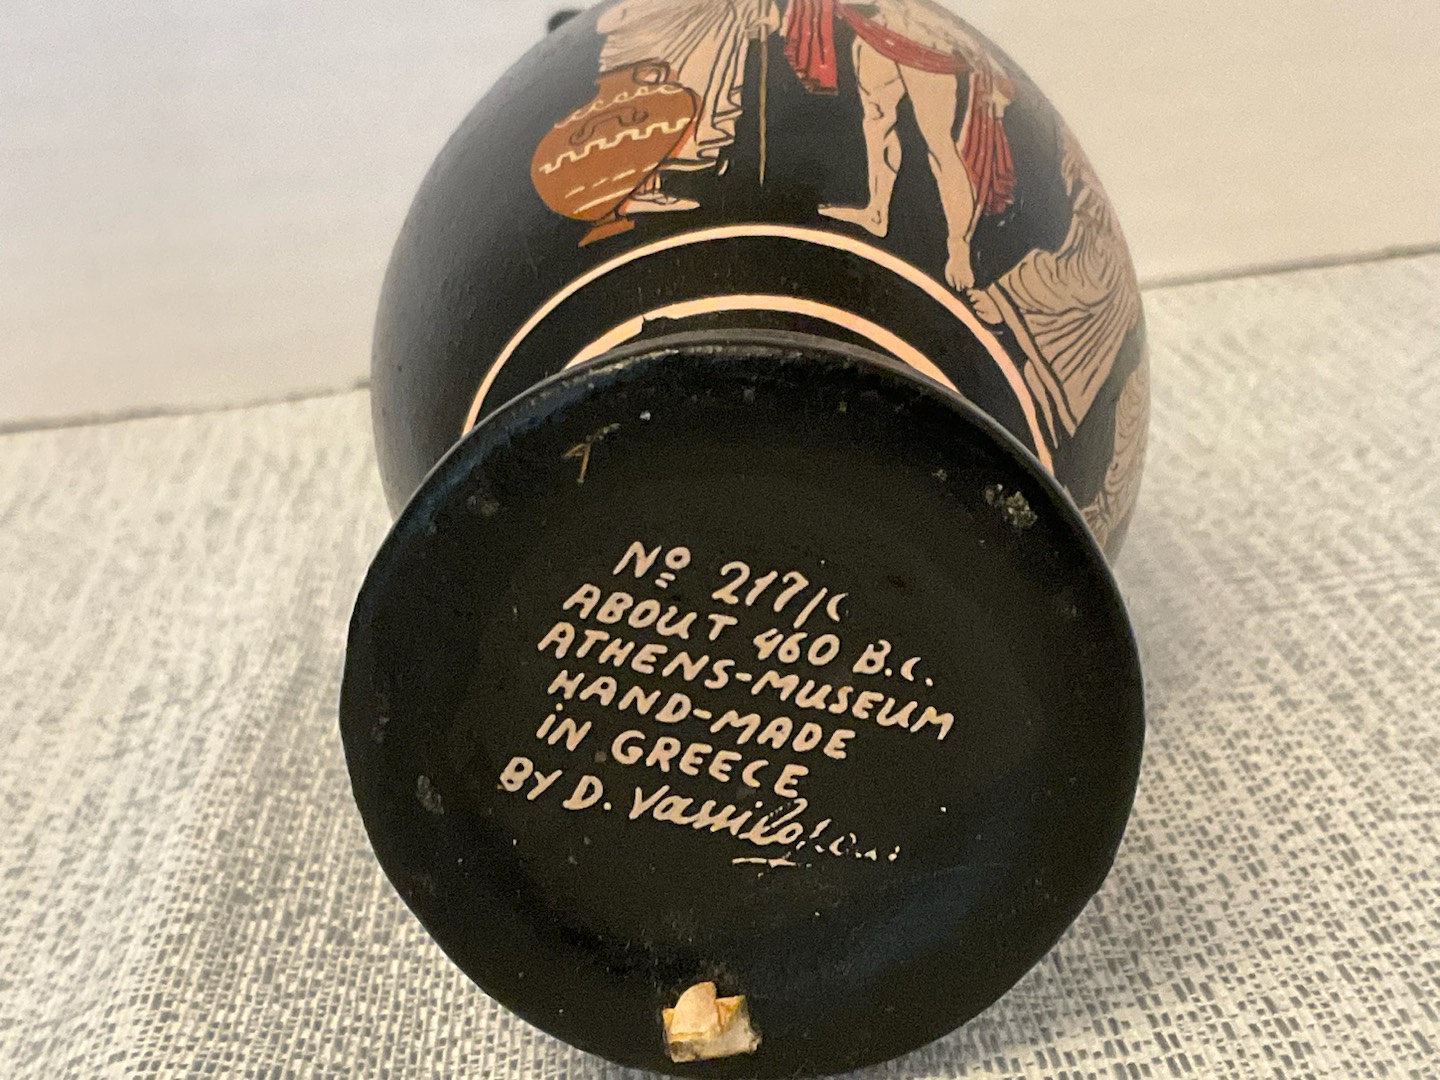 Nº 217/C
ABOUT 460 B.C.
ATHENS-MUSEUM
HAND-MADE
IN GREECE
BY D.